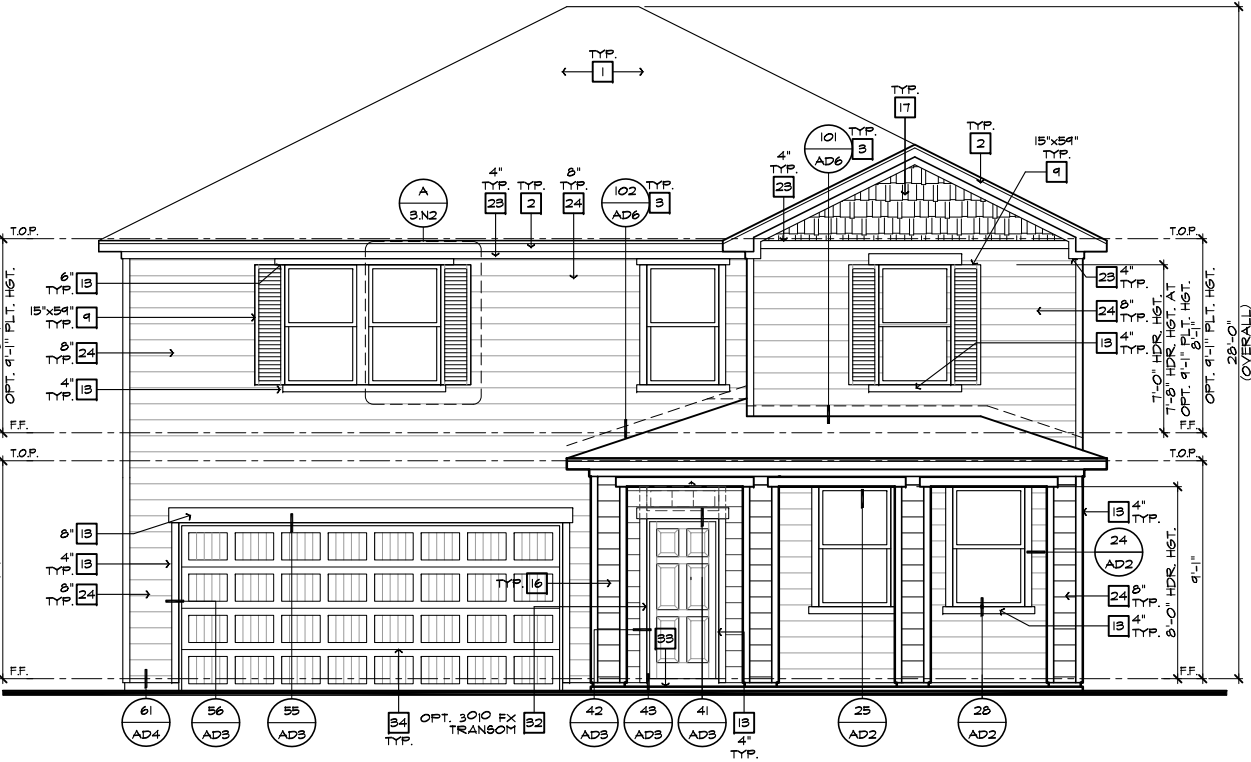 TYP.
1
TYP.
17
101
AD6
TYP.
3
TYP.
2
15"x59"
TYP.
9
4"
TYP.
23
A
3.N2
4"
TYP.
23
TYP.
2
8"
TYP.
24
102
AD6
TYP.
3
T.O.P.
T.O.P.
6"
TYP.
13
15"x59"
TYP.
9
8"
TYP.
24
4"
TYP.
13
OPT. 9'-1" PLT. HGT.
23
4"
TYP.
24
8"
TYP.
13
4"
TYP.
7'-0" HDR. HGT.
7'-8" HDR. HGT. AT
OPT. 9'-1" PLT. HGT.
8'-1"
OPT. 9'-1" PLT. HGT.
28'-0"
(OVERALL)
F.F.
F.F.
T.O.P.
T.O.P.
8"
13
4"
TYP.
13
8"
TYP.
24
TYP.
16
33
13
4"
TYP.
24
AD2
24
8"
TYP.
13
4"
TYP.
8'-0" HDR. HGT.
9'-1"
F.F.
F.F.
61
AD4
56
AD3
55
AD3
34
TYP.
OPT. 3010 FX
TRANSOM
32
42
AD3
43
AD3
41
AD3
13
4"
TYP.
25
AD2
28
AD2